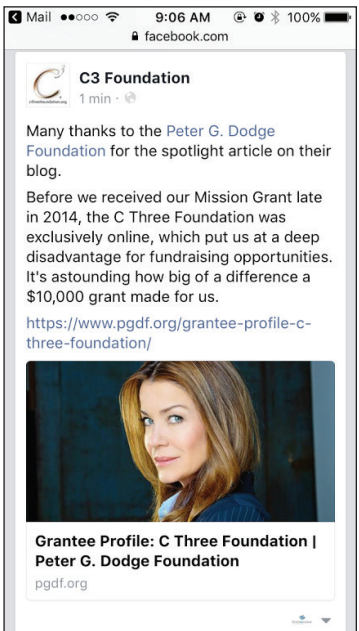 Mail 9:06 AM 100%
facebook.com
C3 Foundation
1 min ·
Many thanks to the Peter G. Dodge
Foundation for the spotlight article on their
blog.
Before we received our Mission Grant late
in 2014, the C Three Foundation was
exclusively online, which put us at a deep
disadvantage for fundraising opportunities.
It's astounding how big of a difference a
$10,000 grant made for us.
https://www.pgdf.org/grantee-profile-c-
three-foundation/
Grantee Profile: C Three Foundation |
Peter G. Dodge Foundation
pgdf.org